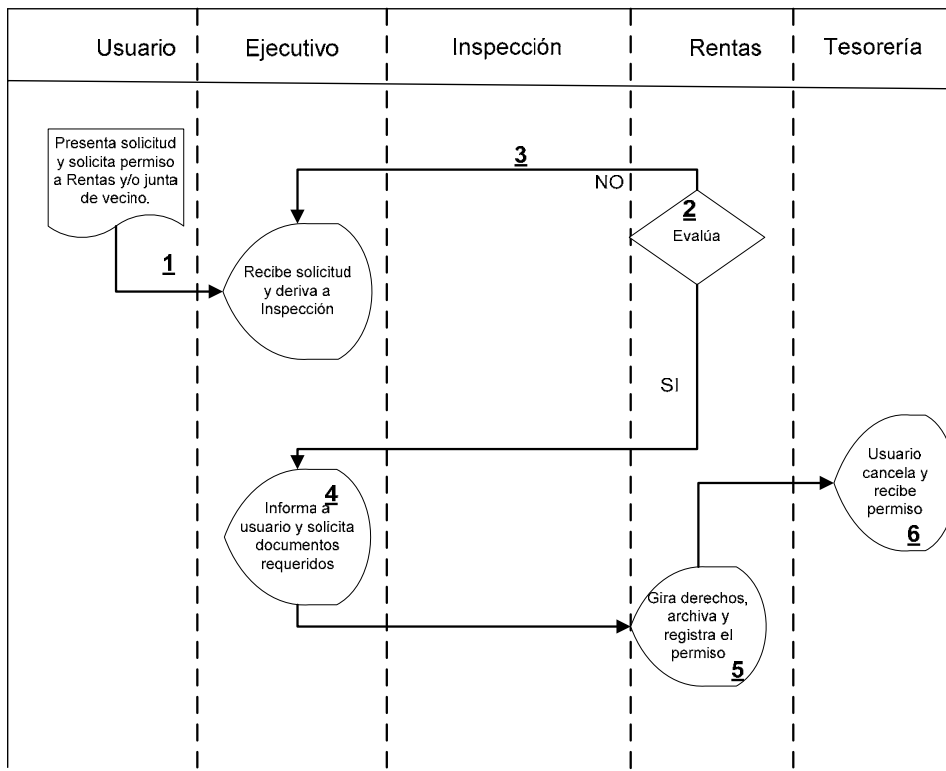 Usuario
Ejecutivo
Inspección
Rentas
Tesorería
Presenta solicitud
y solicita permiso
a Rentas y/o junta
de vecino.
1
Recibe solicitud
y deriva a
Inspección
3
NO
2
Evalúa
SI
4
Informa a
usuario y solicita
documentos
requeridos
Gira derechos,
archiva y
registra el
permiso
5
Usuario
cancela y
recibe
permiso
6